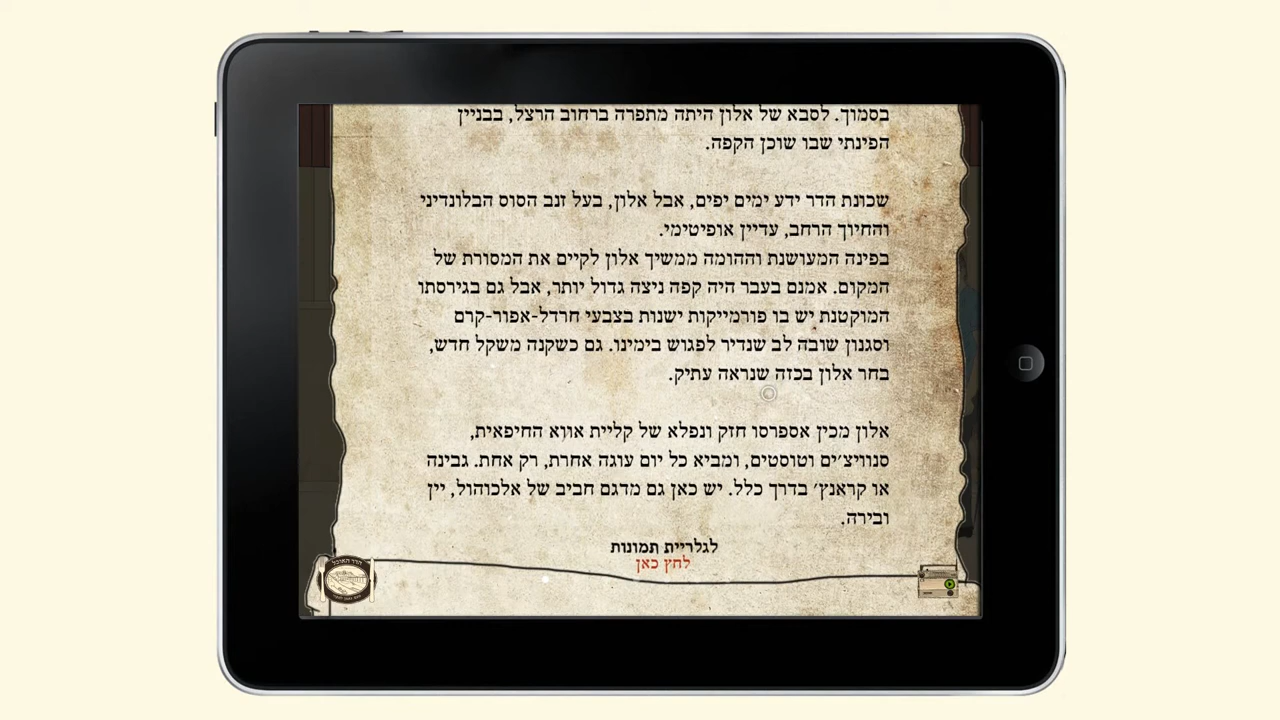 בסמוך. לסבא של אלון היתה מתפרה ברחוב הרצל, בבניין
הפינתי שבו שוכן הקפה.
שכונת הדר ידע ימים יפים, אבל אלון, בעל זנב הסוס הבלונדיני
והחיוך הרחב, עדיין אופיטימי.
בפינה המעושנת וההומה ממשיך אלון לקיים את המסורת של
המקום. אמנם בעבר היה קפה ניצה גדול יותר, אבל גם בגירסתו
המוקטנת יש בו פורמייקות ישנות בצבעי חרדל-אפור-קרם
וסגנון שובה לב שנדיר לפגוש בימינו. גם כשקנה משקל חדש,
בחר אלון בכזה שנראה עתיק.
אלון מכין אספרסו חזק ונפלא של קליית אווא החיפאית,
סנוויצ׳ים וטוסטים, ומביא כל יום עוגה אחרת, רק אחת. גבינה
או קראנץ׳ בדרך כלל. יש כאן גם מדגם חביב של אלכוהול, יין
ובירה.
לגלריית תמונות
לחץ כאן
הדר האוכל